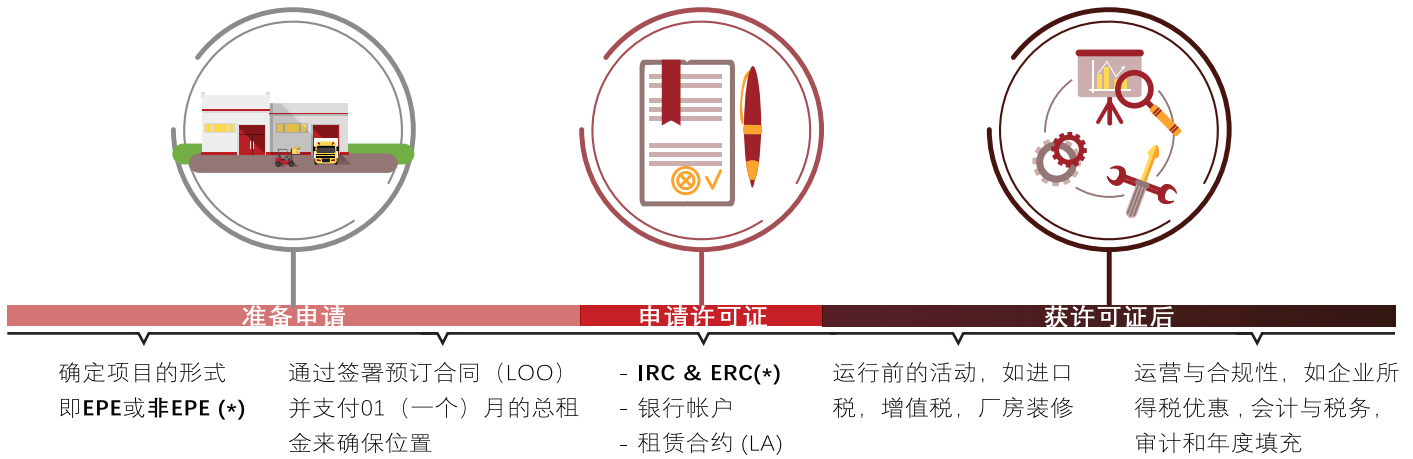 准备申请
申请许可证
获许可证后
确定项目的形式
即EPE或非EPE (*)
通过签署预订合同（LOO）
并支付01（一个）月的总租
金来确保位置
- IRC & ERC(*)
- 银行帐户
- 租赁合约 (LA)
运行前的活动，如进口
税，增值税，厂房装修
运营与合规性，如企业所
得税优惠 , 会计与税务，
审计和年度填充